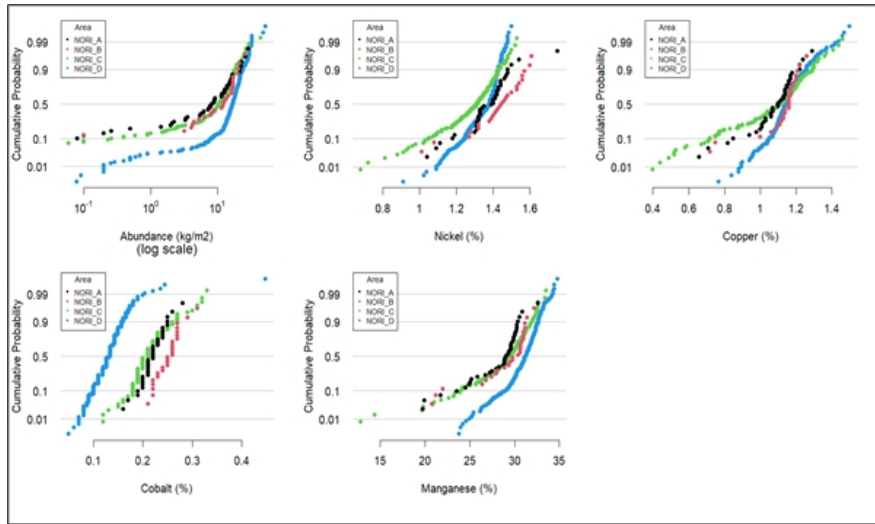 Area
NORI_A
NORI_B
NORI_C
NORI_D
Cumulative Probability
0.99
0.9
0.5
0.1
0.01
10⁻¹ 10⁰ 10¹
Abundance (kg/m2)
(log scale)
Area
NORI_A
NORI_B
NORI_C
NORI_D
Cumulative Probability
0.99
0.9
0.5
0.1
0.01
0.8 1 1.2 1.4 1.6
Nickel (%)
Area
NORI_A
NORI_B
NORI_C
NORI_D
Cumulative Probability
0.99
0.9
0.5
0.1
0.01
0.4 0.6 0.8 1 1.2 1.4
Copper (%)
Area
NORI_A
NORI_B
NORI_C
NORI_D
Cumulative Probability
0.99
0.9
0.5
0.1
0.01
0.1 0.2 0.3 0.4
Cobalt (%)
Area
NORI_A
NORI_B
NORI_C
NORI_D
Cumulative Probability
0.99
0.9
0.5
0.1
0.01
15 20 25 30 35
Manganese (%)